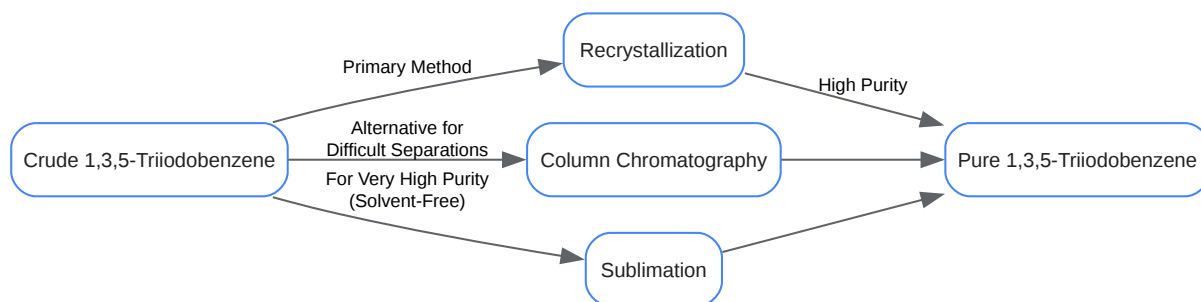 Recrystallization
Primary Method
High Purity
Alternative for
Difficult Separations
Crude 1,3,5-Triiodobenzene
Column Chromatography
Pure 1,3,5-Triiodobenzene
For Very High Purity
(Solvent-Free)
Sublimation